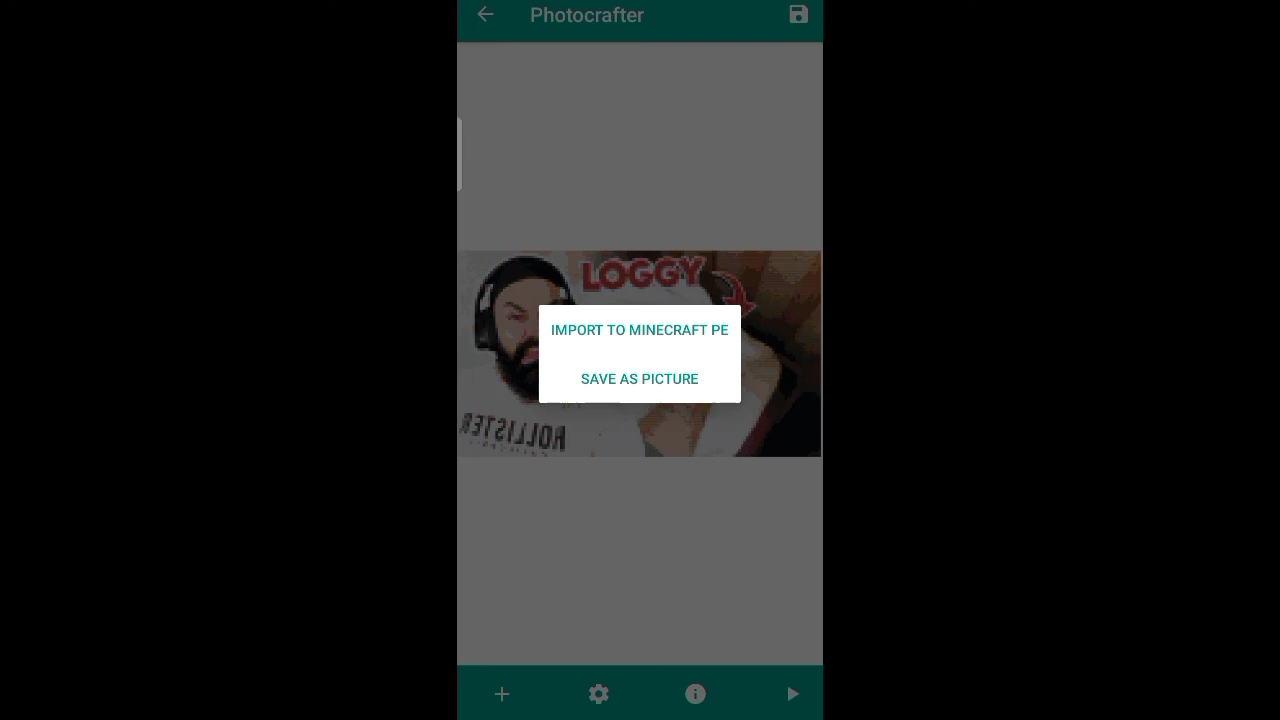 Photocrafter
LOGGY
IMPORT TO MINECRAFT PE
SAVE AS PICTURE
HOLLISTER